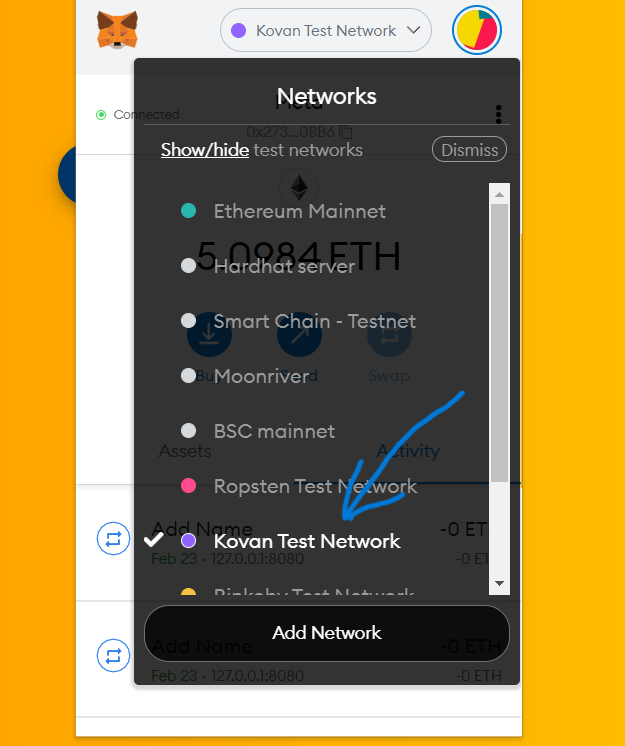 Kovan Test Network
Networks
Connected
Meta
0x273...08B6
Show/hide test networks
Dismiss
Ethereum Mainnet
5.0984 ETH
Hardhat server
Smart Chain - Testnet
Buy
Send
Swap
Moonriver
BSC mainnet
Assets
Activity
Ropsten Test Network
Add Name
-0 ETH
Kovan Test Network
Feb 23 · 127.0.0.1:8080
-0 ETH
Rinkeby Test Network
Add Network
Add Name
-0 ETH
Feb 23 · 127.0.0.1:8080
-0 ETH